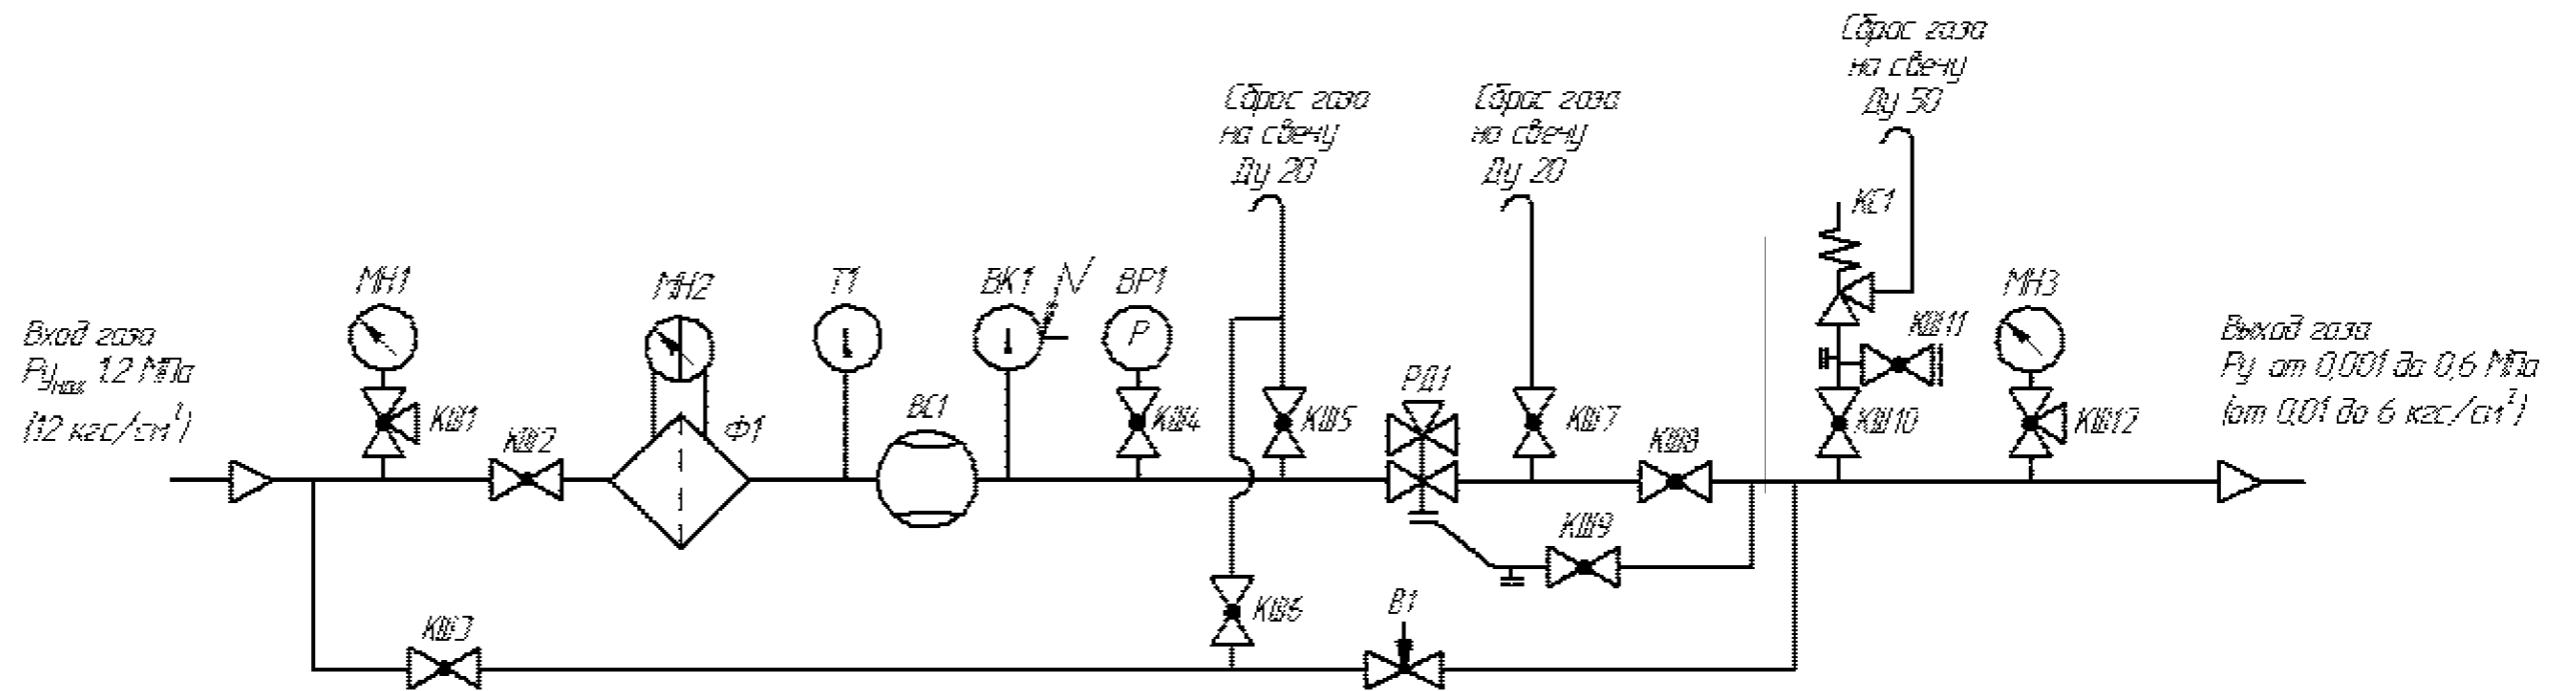 Сброс газа
на свечу
Ду 50
Сброс газа
на свечу
Ду 20
Сброс газа
на свечу
Ду 20
КС1
МН1
МН2
Т1
ВК1
ВР1
МН3
КШ11
Вход газа
Ру 1.2 МПа
(12 кгс/см²)
Р
Выход газа
Ру от 0,001 до 0,6 МПа
(от 0,01 до 6 кгс/см²)
РД1
КШ1
КШ2
Ф1
ВС1
КШ4
КШ5
КШ7
КШ8
КШ10
КШ12
КШ9
КШ6
В1
КШ3